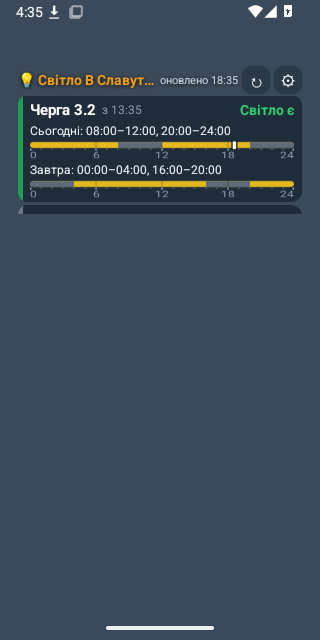 4:35
💡 Світло В Славут… оновлено 18:35
Черга 3.2 з 13:35 Світло є
Сьогодні: 08:00–12:00, 20:00–24:00
0 6 12 18 24
Завтра: 00:00–04:00, 16:00–20:00
0 6 12 18 24